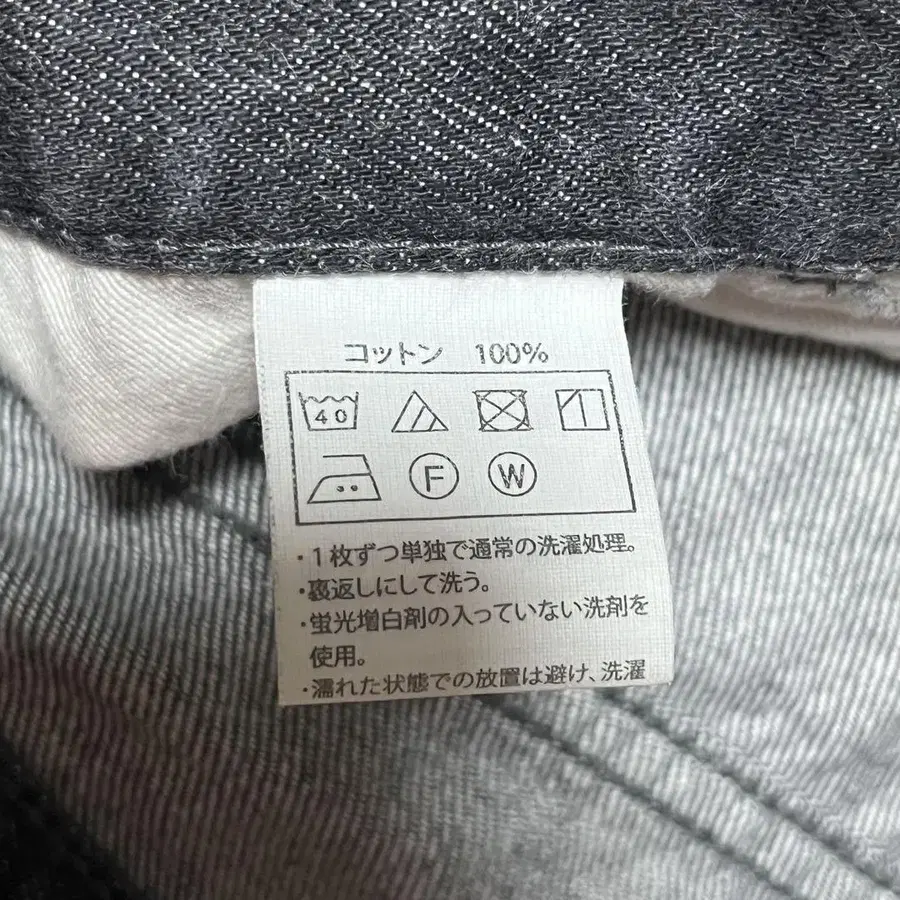 コットン 100%
40
F W
・1枚ずつ単独で通常の洗濯処理。
・裏返しにして洗う。
・蛍光増白剤の入っていない洗剤を
使用。
・濡れた状態での放置は避け、洗濯